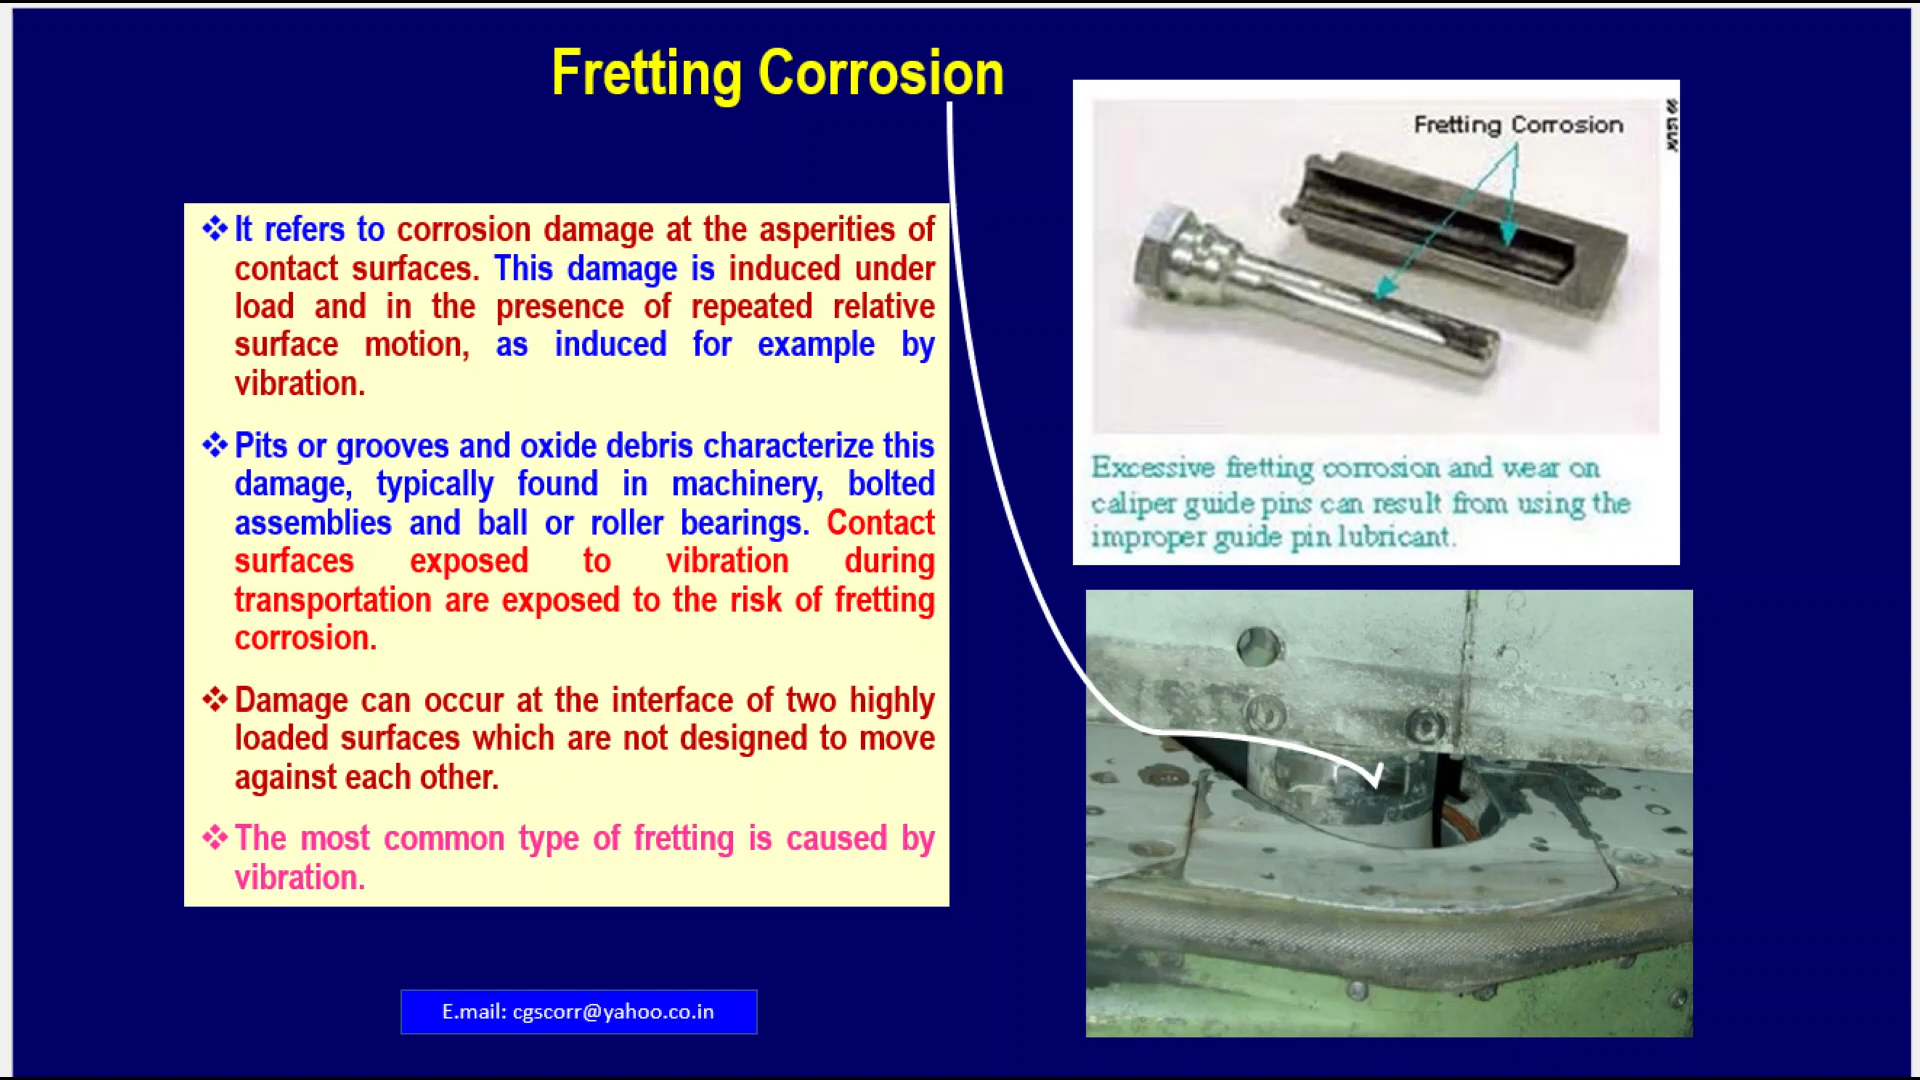 Fretting Corrosion
❖ It refers to corrosion damage at the asperities of
contact surfaces. This damage is induced under
load and in the presence of repeated relative
surface motion, as induced for example by
vibration.
❖ Pits or grooves and oxide debris characterize this
damage, typically found in machinery, bolted
assemblies and ball or roller bearings. Contact
surfaces exposed to vibration during
transportation are exposed to the risk of fretting
corrosion.
❖ Damage can occur at the interface of two highly
loaded surfaces which are not designed to move
against each other.
❖ The most common type of fretting is caused by
vibration.
E.mail: cgscorr@yahoo.co.in
Fretting Corrosion
Excessive fretting corrosion and wear on
caliper guide pins can result from using the
improper guide pin lubricant.